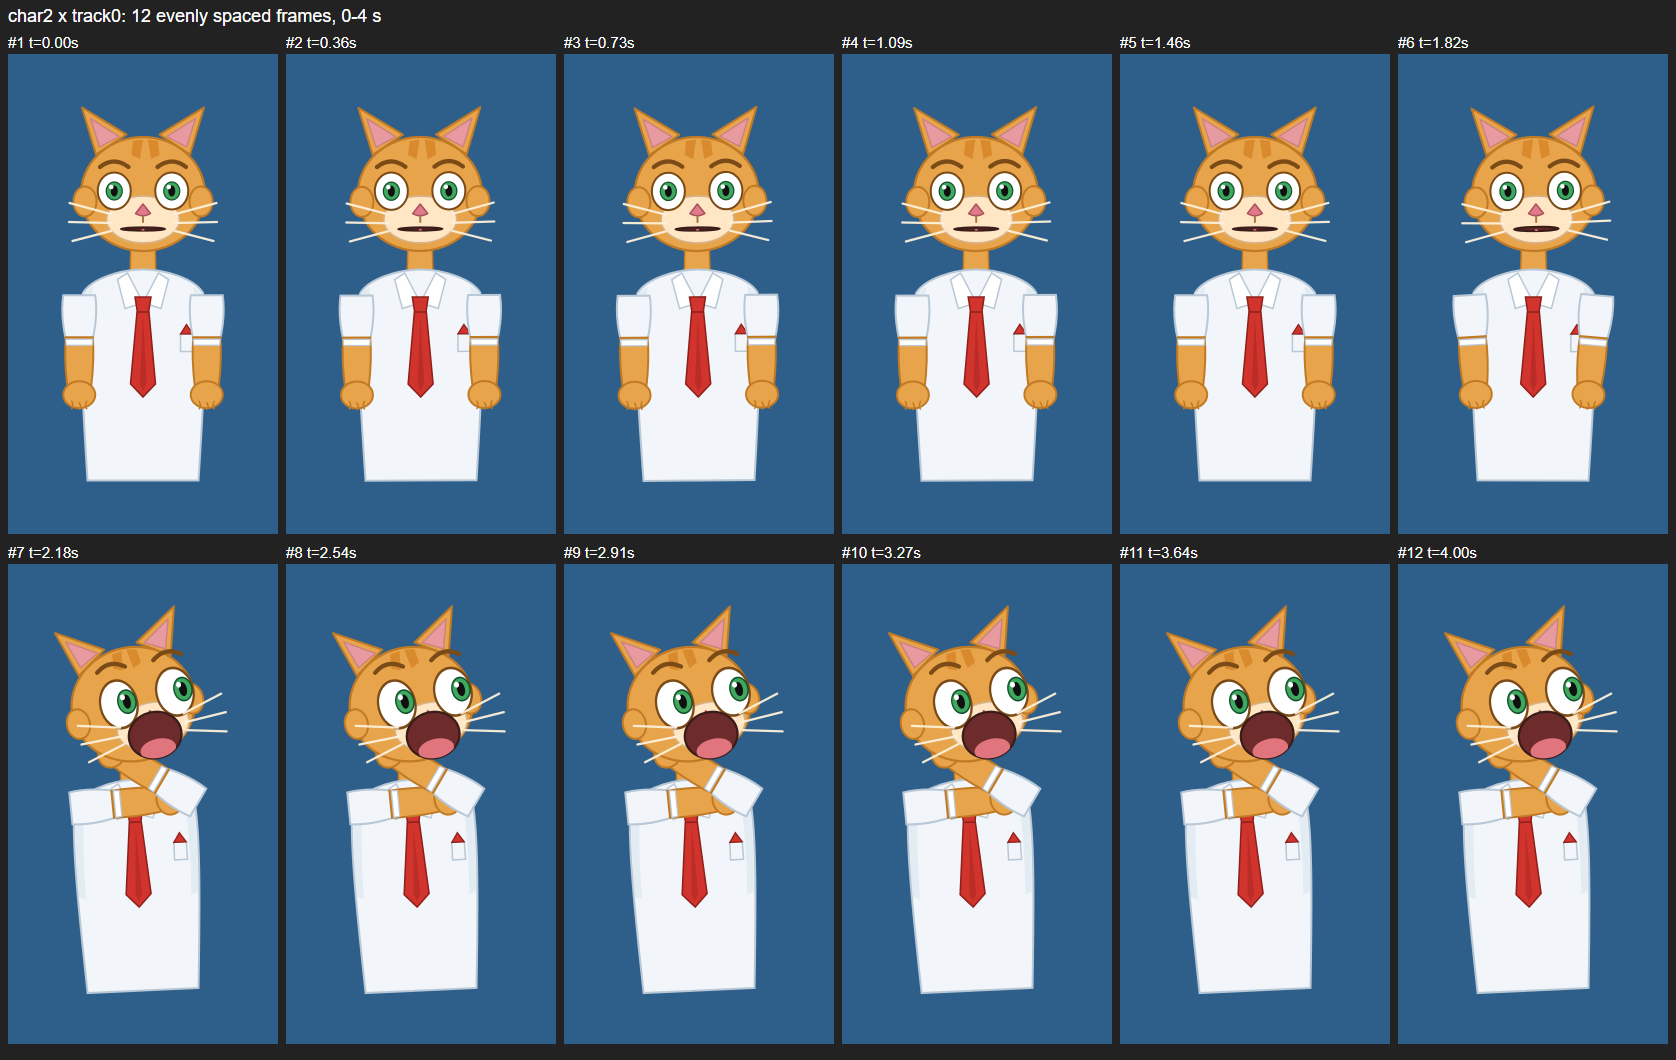 char2 x track0: 12 evenly spaced frames, 0-4 s
#1 t=0.00s
#2 t=0.36s
#3 t=0.73s
#4 t=1.09s
#5 t=1.46s
#6 t=1.82s
#7 t=2.18s
#8 t=2.54s
#9 t=2.91s
#10 t=3.27s
#11 t=3.64s
#12 t=4.00s